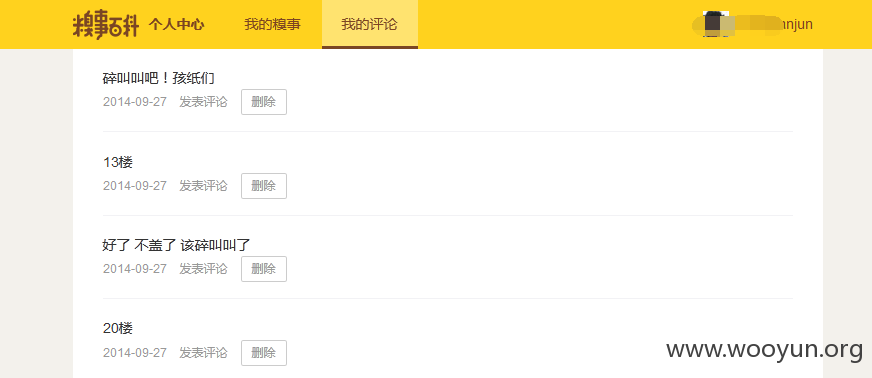 糗事百科 个人中心 我的糗事 我的评论 njun
碎叫叫吧！孩纸们
2014-09-27 发表评论 删除
13楼
2014-09-27 发表评论 删除
好了 不盖了 该碎叫叫了
2014-09-27 发表评论 删除
20楼
2014-09-27 发表评论 删除
www.wooyun.org